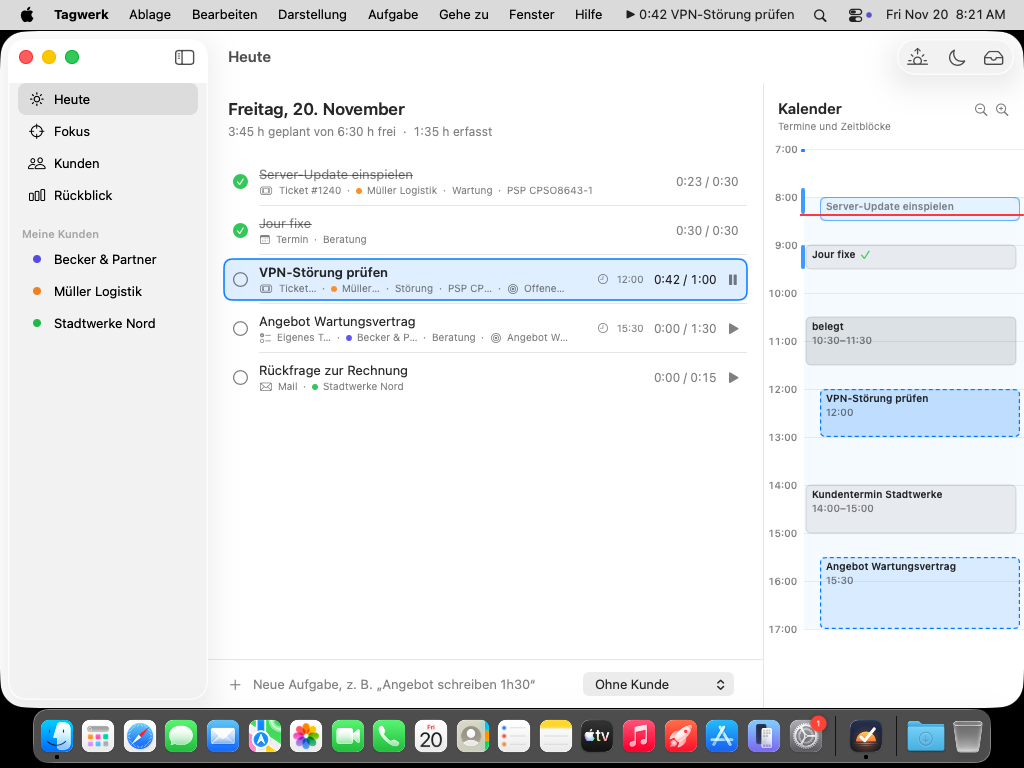 Tagwerk Ablage Bearbeiten Darstellung Aufgabe Gehe zu Fenster Hilfe 0:42 VPN-Störung prüfen Fri Nov 20 8:21 AM
Heute
Heute
Fokus
Kunden
Rückblick
Meine Kunden
Becker & Partner
Müller Logistik
Stadtwerke Nord
Freitag, 20. November
3:45 h geplant von 6:30 h frei · 1:35 h erfasst
Server-Update einspielen 0:23 / 0:30
Ticket #1240 · Müller Logistik · Wartung · PSP CPSO8643-1
Jour fixe 0:30 / 0:30
Termin · Beratung
VPN-Störung prüfen 12:00 0:42 / 1:00
Ticket... · Müller... · Störung · PSP CP... · Offene...
Angebot Wartungsvertrag 15:30 0:00 / 1:30
Eigenes T... · Becker & P... · Beratung · Angebot W...
Rückfrage zur Rechnung 0:00 / 0:15
Mail · Stadtwerke Nord
Neue Aufgabe, z. B. „Angebot schreiben 1h30“ Ohne Kunde
Kalender
Termine und Zeitblöcke
7:00
8:00
Server-Update einspielen
9:00
Jour fixe
10:00
belegt
10:30–11:30
11:00
12:00
VPN-Störung prüfen
12:00
13:00
14:00
Kundentermin Stadtwerke
14:00–15:00
15:00
Angebot Wartungsvertrag
15:30
16:00
17:00
Fri
20
tv
1